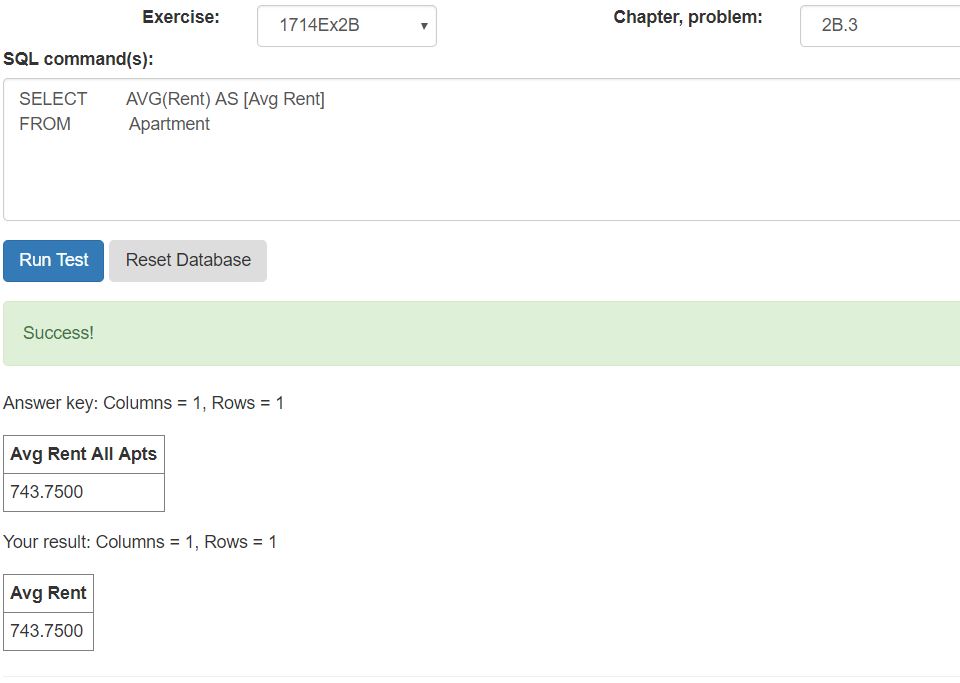 Exercise: 1714Ex2B Chapter, problem: 2B.3
SQL command(s):
SELECT AVG(Rent) AS [Avg Rent]
FROM Apartment
Run Test Reset Database
Success!
Answer key: Columns = 1, Rows = 1
Avg Rent All Apts
743.7500
Your result: Columns = 1, Rows = 1
Avg Rent
743.7500